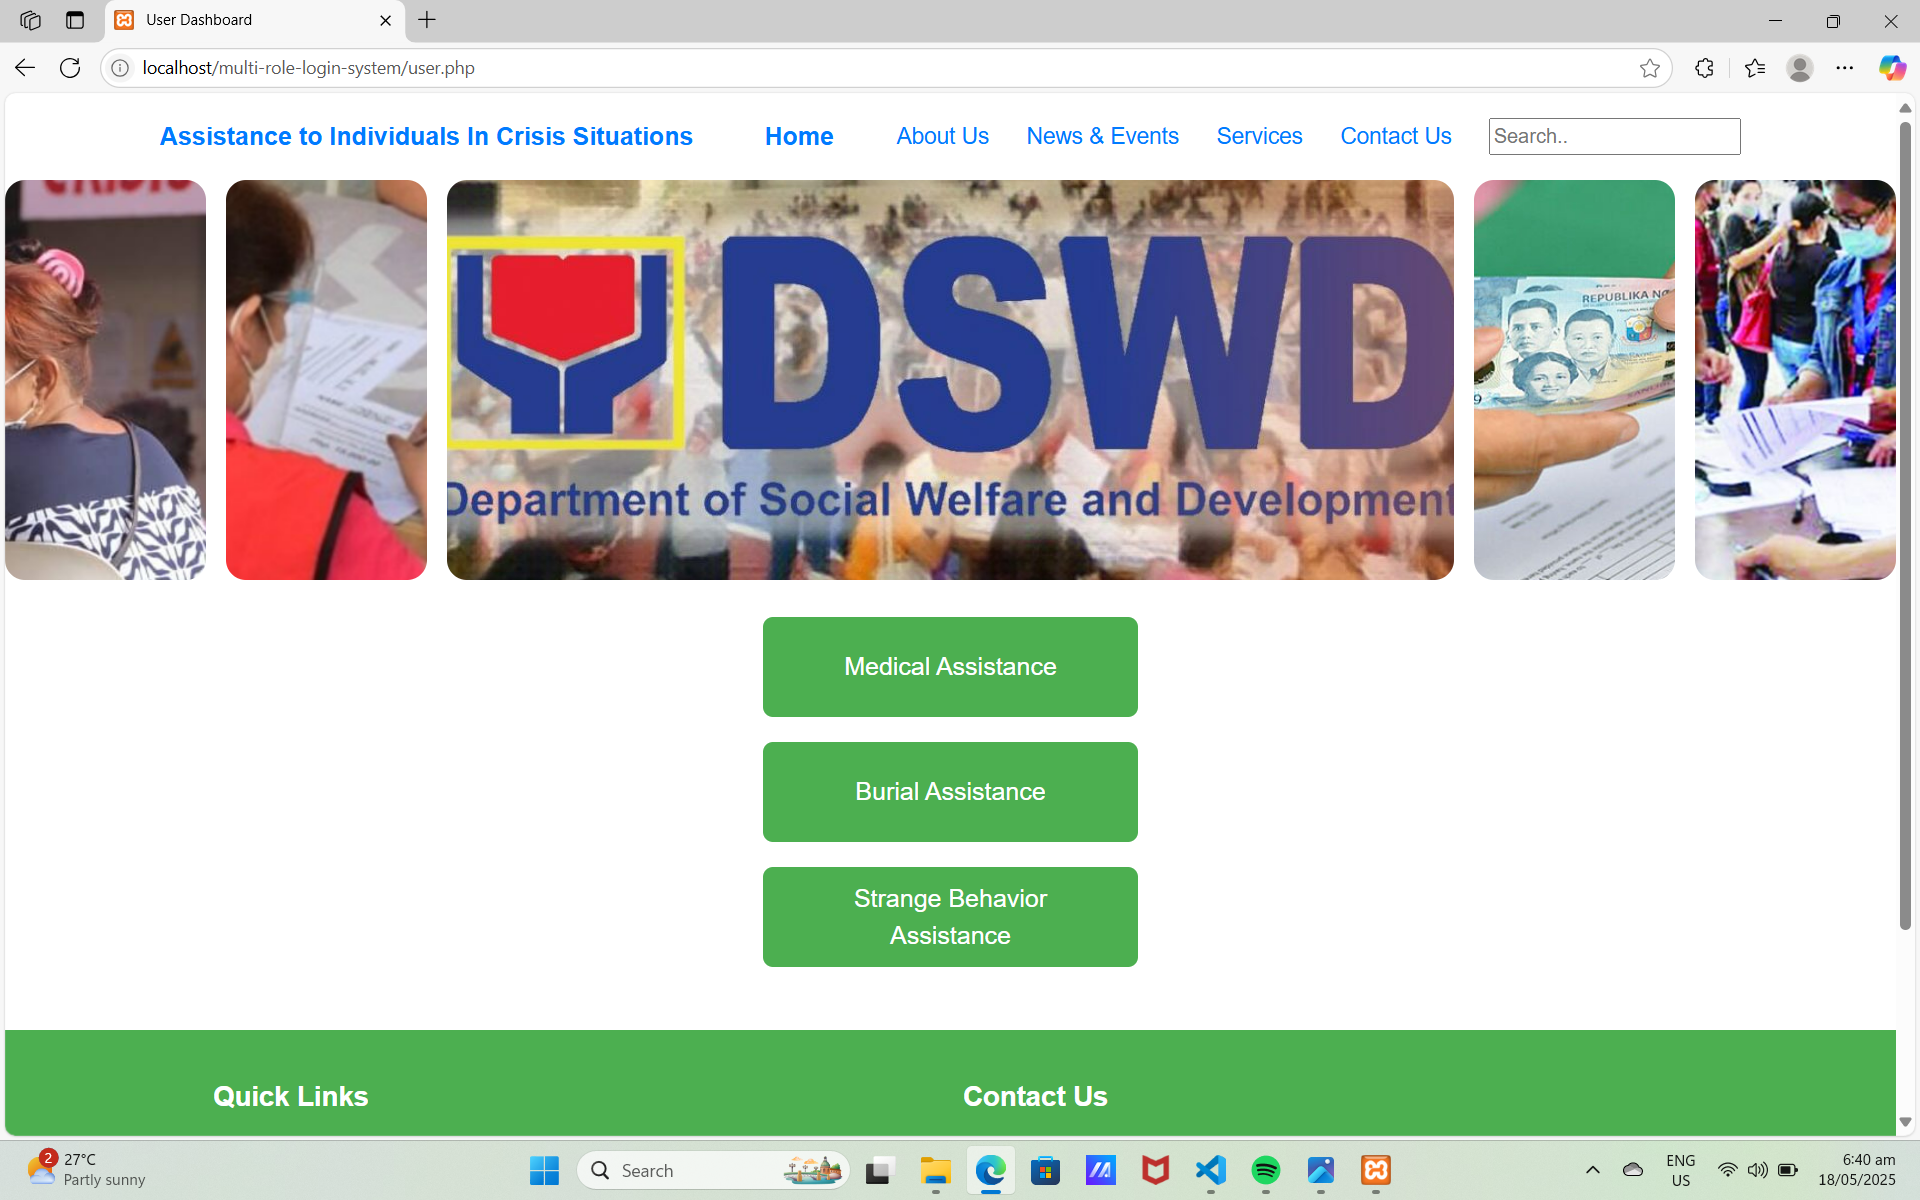 User Dashboard
localhost/multi-role-login-system/user.php
Assistance to Individuals In Crisis Situations
Home
About Us
News & Events
Services
Contact Us
Search..
CRISIS
DSWD
Department of Social Welfare and Development
REPUBLIKA NG
Medical Assistance
Burial Assistance
Strange Behavior
Assistance
Quick Links
Contact Us
2
27°C
Partly sunny
Search
ENG
US
6:40 am
18/05/2025